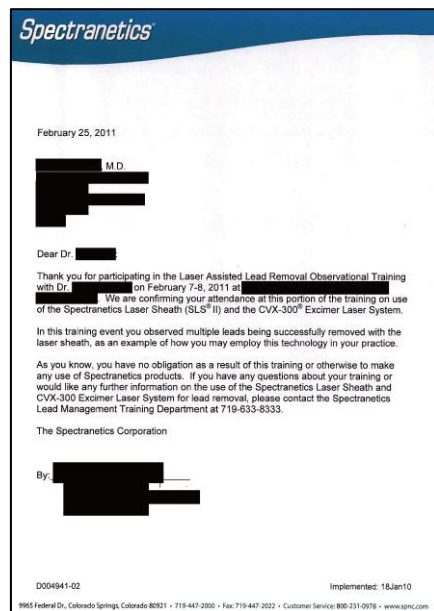 Spectranetics®
February 25, 2011
, M.D.
Dear Dr. :
Thank you for participating in the Laser Assisted Lead Removal Observational Training
with Dr. on February 7-8, 2011 at
. We are confirming your attendance at this portion of the training on use
of the Spectranetics Laser Sheath (SLS® II) and the CVX-300® Excimer Laser System.
In this training event you observed multiple leads being successfully removed with the
laser sheath, as an example of how you may employ this technology in your practice.
As you know, you have no obligation as a result of this training or otherwise to make
any use of Spectranetics products. If you have any questions about your training or
would like any further information on the use of the Spectranetics Laser Sheath and
CVX-300 Excimer Laser System for lead removal, please contact the Spectranetics
Lead Management Training Department at 719-633-8333.
The Spectranetics Corporation
By:
D004941-02 Implemented: 18Jan10
9965 Federal Dr., Colorado Springs, Colorado 80921 • 719-447-2000 • Fax: 719-447-2022 • Customer Service: 800-231-0978 • www.spnc.com